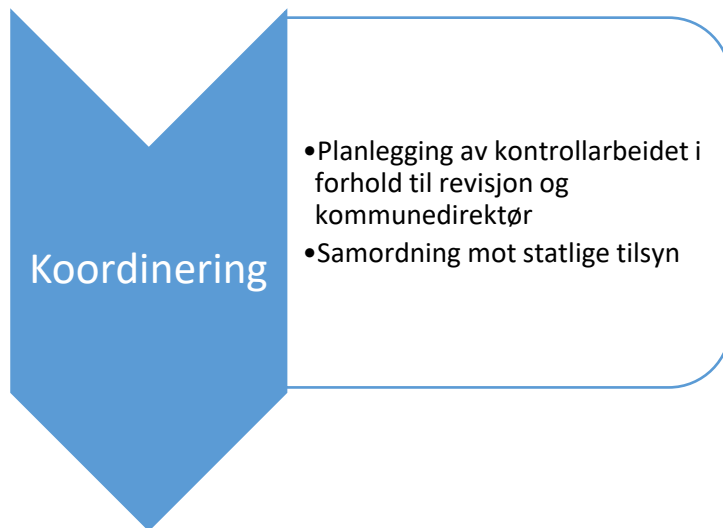 Koordinering
•Planlegging av kontrollarbeidet i
forhold til revisjon og
kommunedirektør
•Samordning mot statlige tilsyn